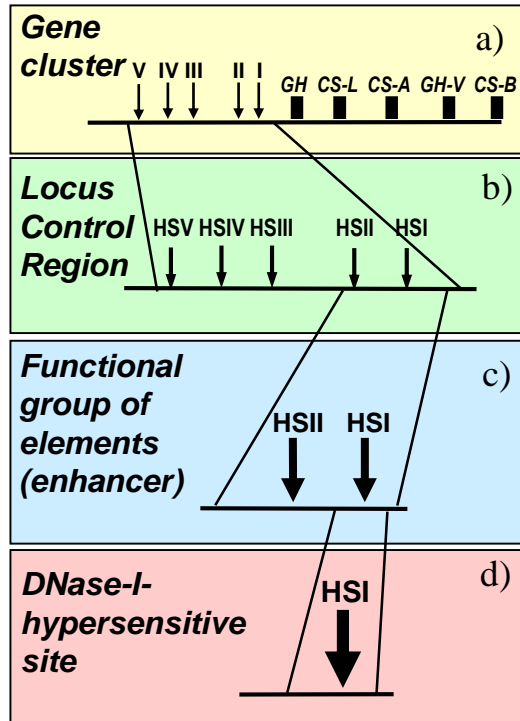 Gene
cluster
a)
V IV III II I GH CS-L CS-A GH-V CS-B
Locus
Control
Region
b)
HSV HSIV HSIII HSII HSI
Functional
group of
elements
(enhancer)
c)
HSII HSI
DNase-I-
hypersensitive
site
d)
HSI